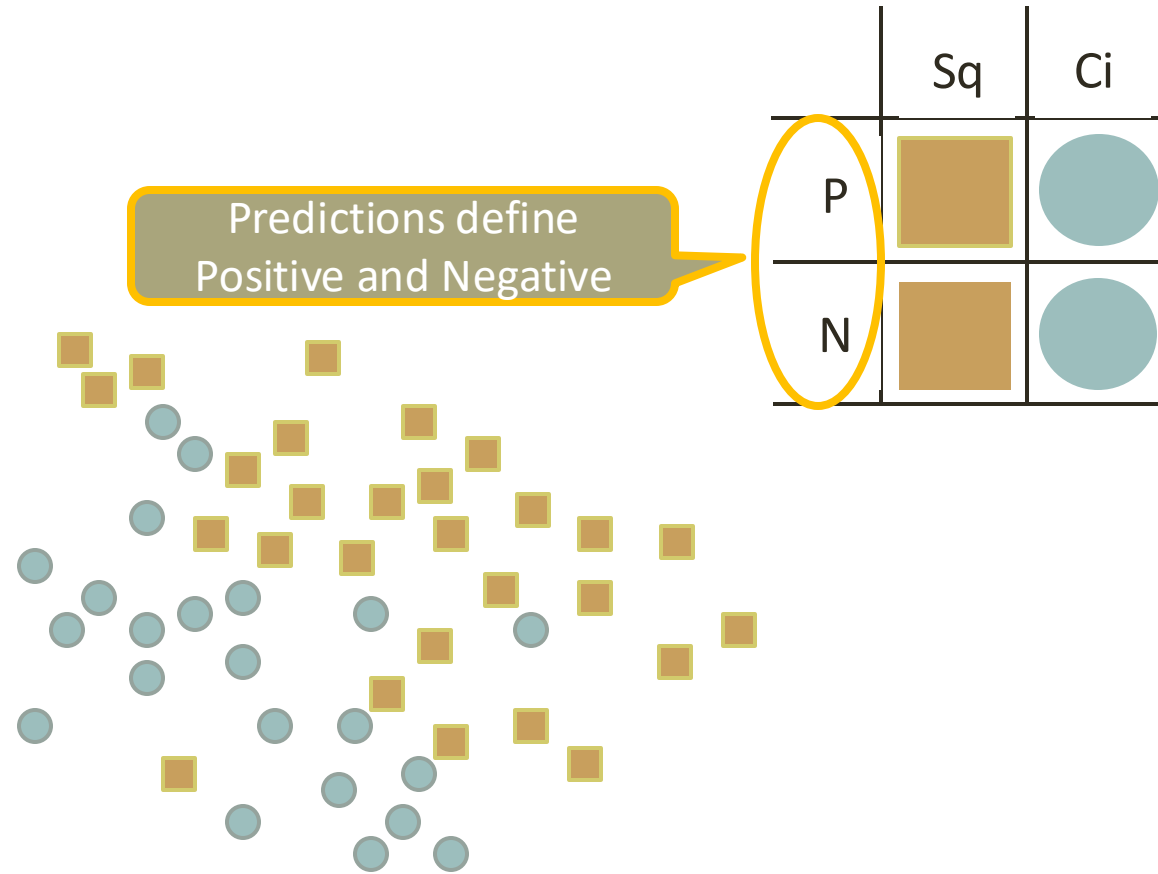 Sq Ci
Predictions define
Positive and Negative
P
N